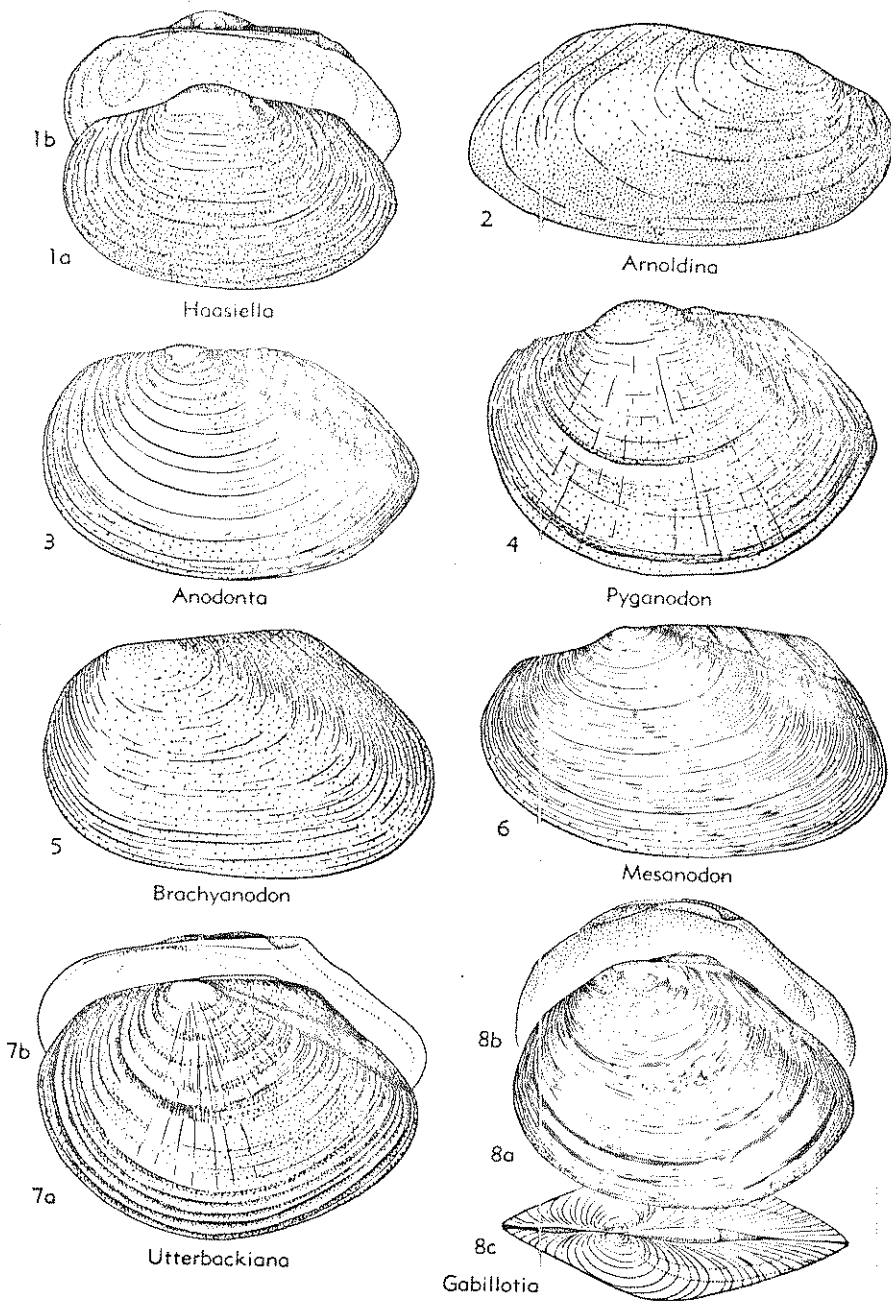 1b
1a
Haasiella
2
Arnoldina
3
Anodonta
4
Pyganodon
5
Brachyanodon
6
Mesanodon
7b
7a
Utterbackiana
8b
8a
8c
Gabillotia